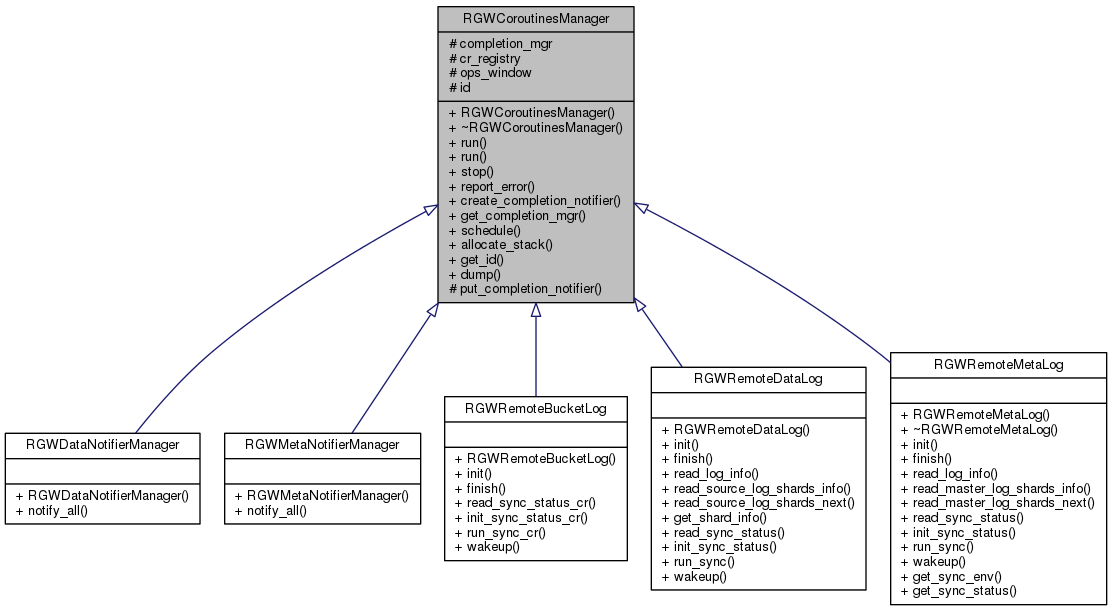 RGWCoroutinesManager
# completion_mgr
# cr_registry
# ops_window
# id
+ RGWCoroutinesManager()
+ ~RGWCoroutinesManager()
+ run()
+ run()
+ stop()
+ report_error()
+ create_completion_notifier()
+ get_completion_mgr()
+ schedule()
+ allocate_stack()
+ get_id()
+ dump()
# put_completion_notifier()
RGWDataNotifierManager
+ RGWDataNotifierManager()
+ notify_all()
RGWMetaNotifierManager
+ RGWMetaNotifierManager()
+ notify_all()
RGWRemoteBucketLog
+ RGWRemoteBucketLog()
+ init()
+ finish()
+ read_sync_status_cr()
+ init_sync_status_cr()
+ run_sync_cr()
+ wakeup()
RGWRemoteDataLog
+ RGWRemoteDataLog()
+ init()
+ finish()
+ read_log_info()
+ read_source_log_shards_info()
+ read_source_log_shards_next()
+ get_shard_info()
+ read_sync_status()
+ init_sync_status()
+ run_sync()
+ wakeup()
RGWRemoteMetaLog
+ RGWRemoteMetaLog()
+ ~RGWRemoteMetaLog()
+ init()
+ finish()
+ read_log_info()
+ read_master_log_shards_info()
+ read_master_log_shards_next()
+ read_sync_status()
+ init_sync_status()
+ run_sync()
+ wakeup()
+ get_sync_env()
+ get_sync_status()